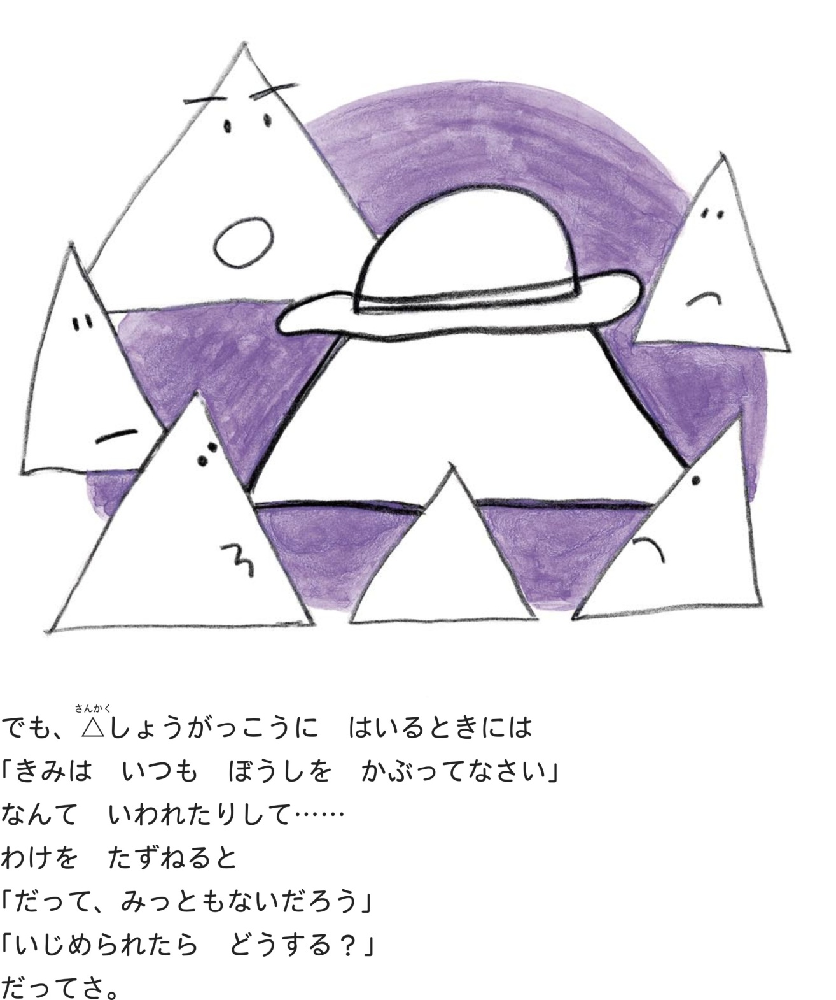 さんかく
でも、△しょうがっこうに　はいるときには
「きみは　いつも　ぼうしを　かぶってなさい」
なんて　いわれたりして……
わけを　たずねると
「だって、みっともないだろう」
「いじめられたら　どうする？」
だってさ。